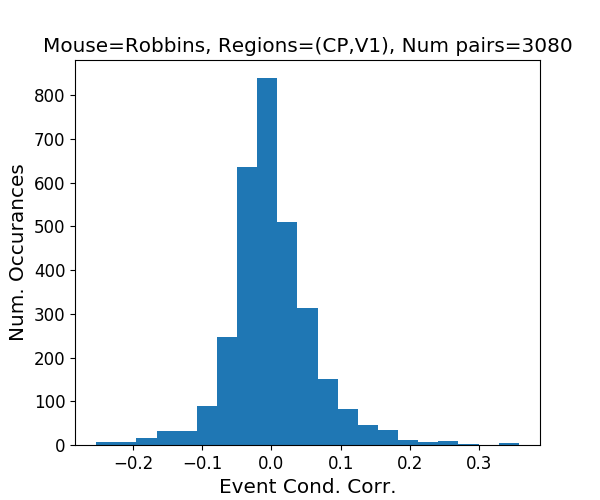 Mouse=Robbins, Regions=(CP,V1), Num pairs=3080
Num. Occurances
800
700
600
500
400
300
200
100
0
−0.2 −0.1 0.0 0.1 0.2 0.3
Event Cond. Corr.